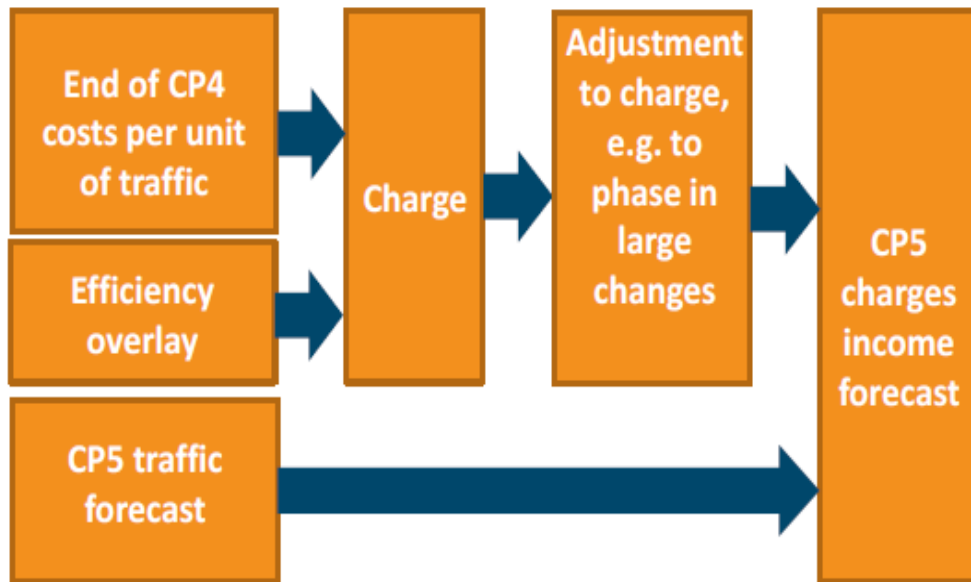 End of CP4
costs per unit
of traffic
Efficiency
overlay
CP5 traffic
forecast
Charge
Adjustment
to charge,
e.g. to
phase in
large
changes
CP5
charges
income
forecast